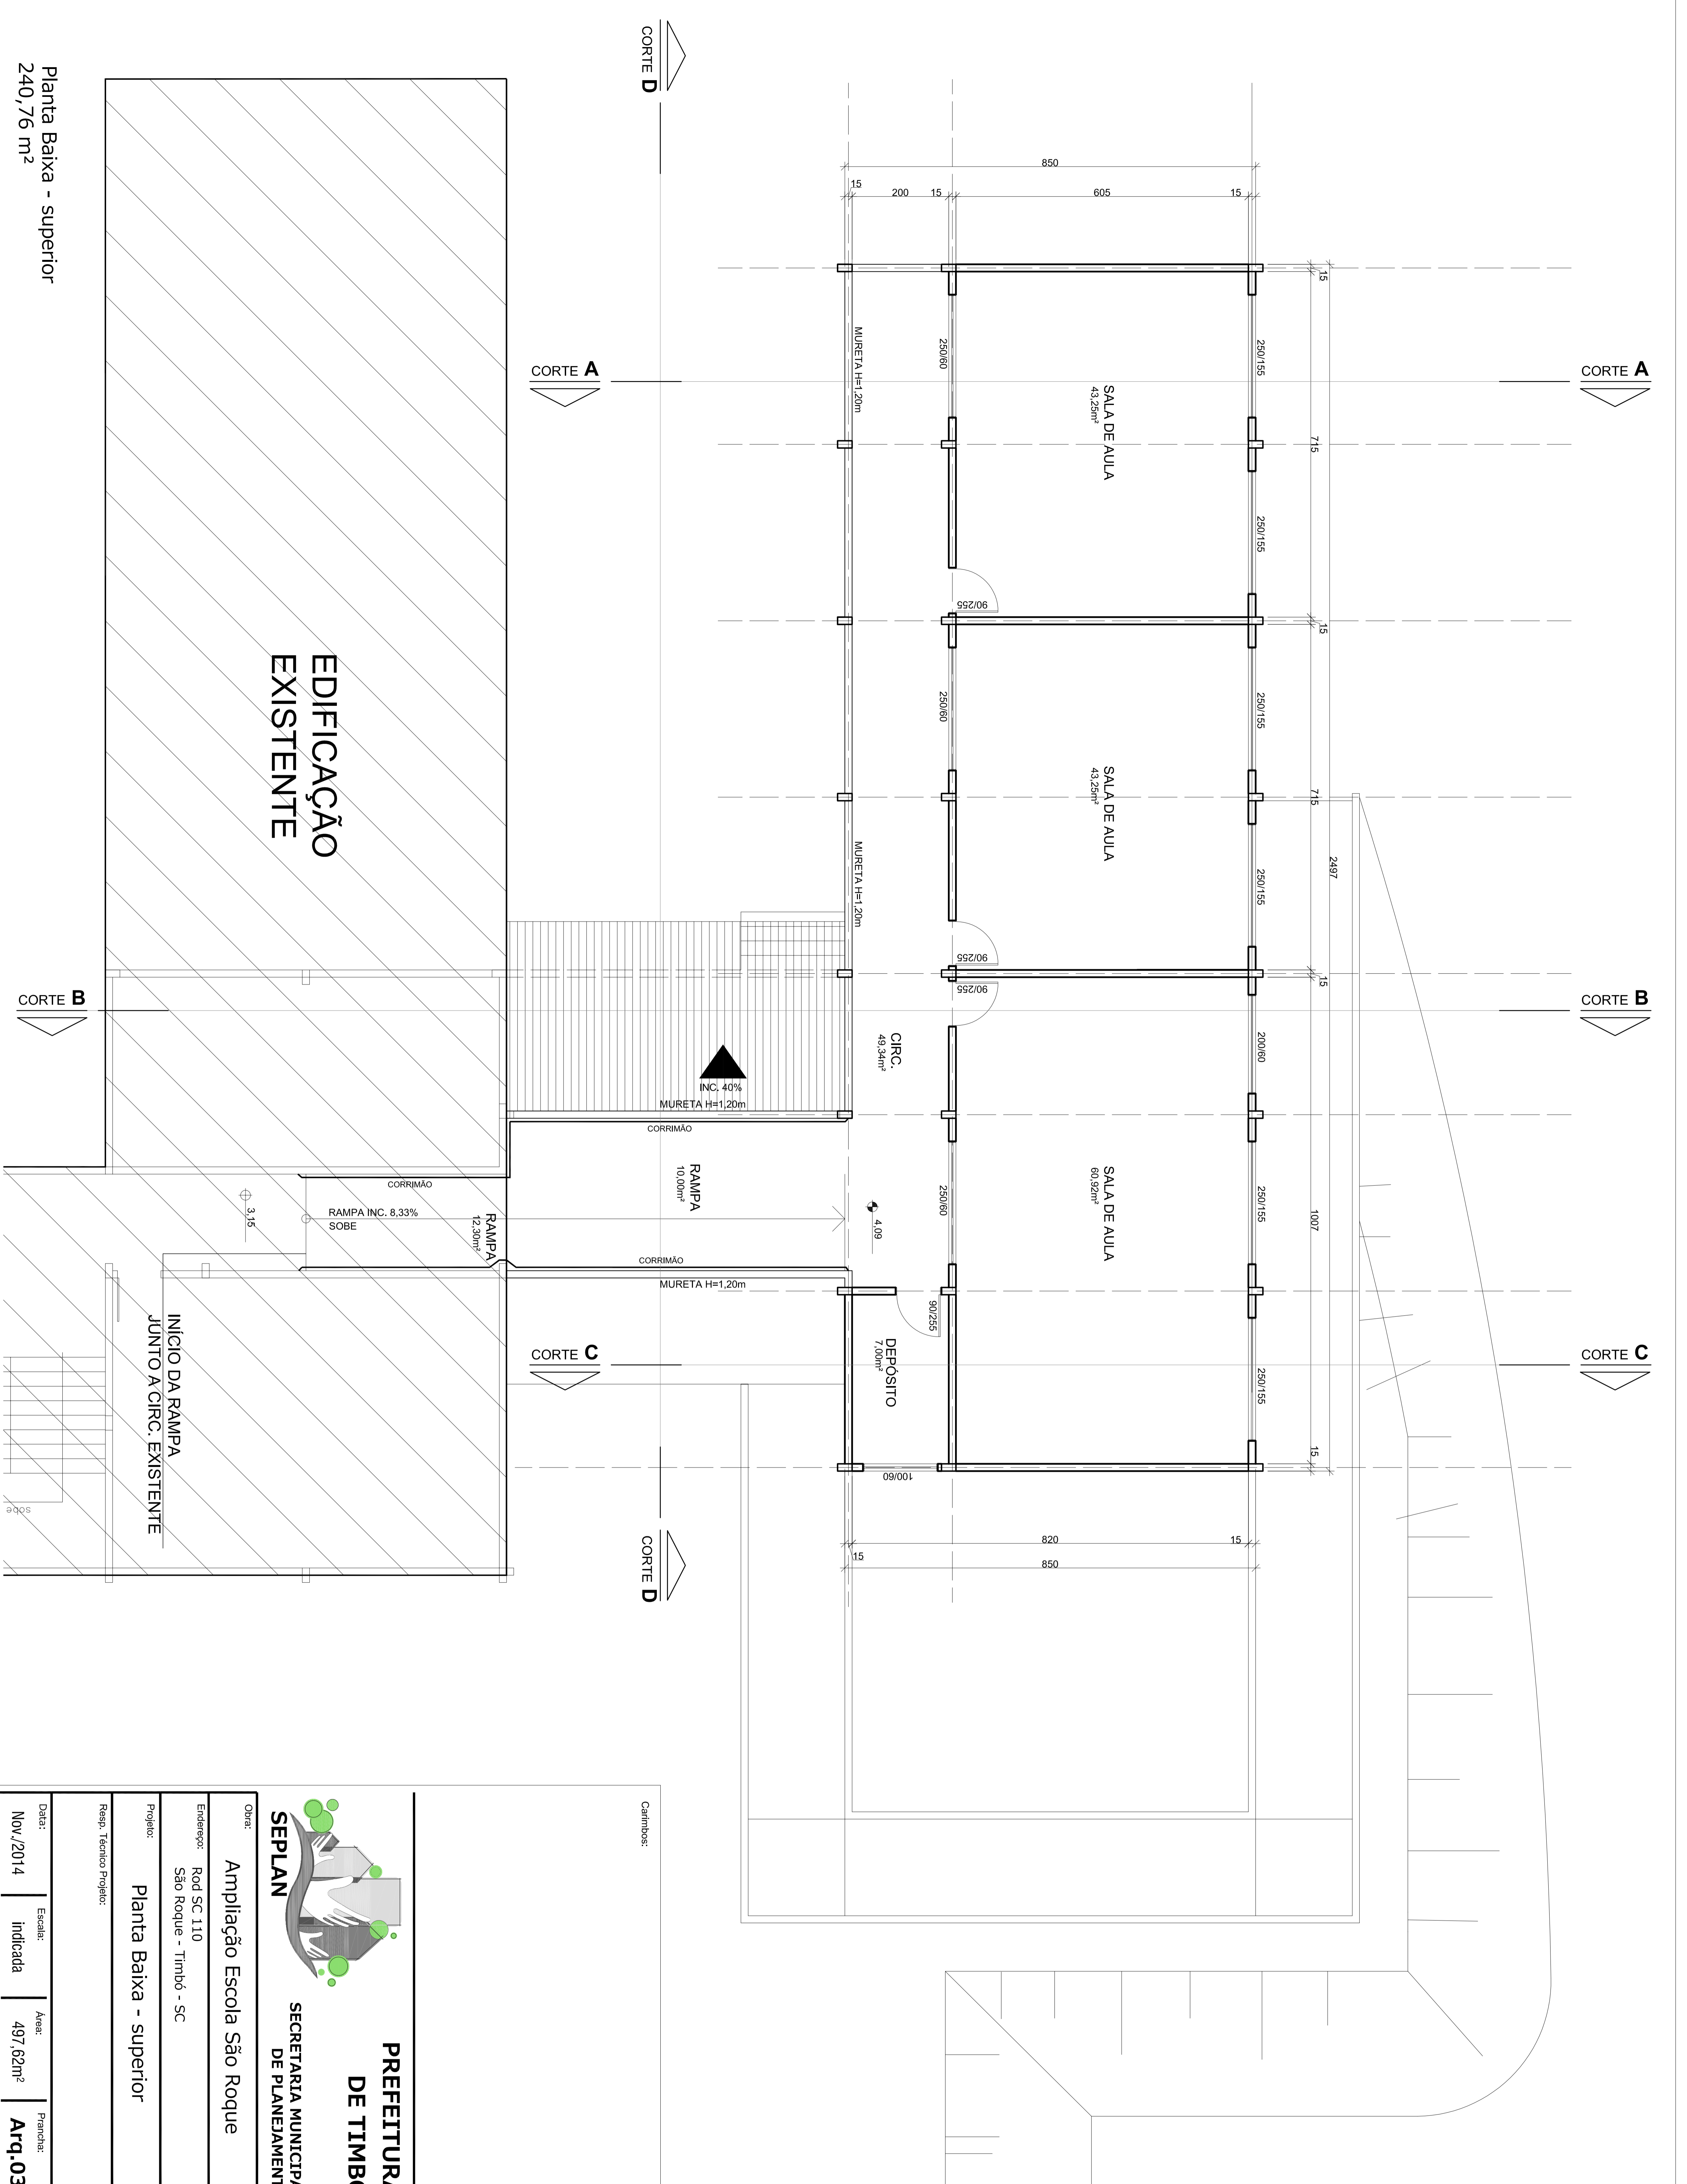 CORTE D
850
15
200
15
605
15
15
2497
MURETA H=1,20m
250/60
250/155
CORTE A
CORTE A
SALA DE AULA
43,25m²
715
250/155
90/255
15
250/60
250/155
SALA DE AULA
43,25m²
715
MURETA H=1,20m
250/155
90/255
90/255
15
CORTE B
CORTE B
CIRC.
49,34m²
200/60
INC. 40%
MURETA H=1,20m
CORRIMÃO
RAMPA
10,00m²
SALA DE AULA
60,92m²
250/60
250/155
1007
4,09
CORRIMÃO
3,15
RAMPA INC. 8,33%
SOBE
RAMPA
12,30m²
CORRIMÃO
MURETA H=1,20m
90/255
DEPÓSITO
7,00m²
CORTE C
CORTE C
250/155
15
100/60
820
15
15
850
CORTE D
EDIFICAÇÃO
EXISTENTE
INÍCIO DA RAMPA
JUNTO A CIRC. EXISTENTE
sobe
Planta Baixa - superior
240,76 m²
Carimbos:
PREFEITURA
DE TIMBÓ
SEPLAN
SECRETARIA MUNICIPA
DE PLANEJAMENT
Obra:
Ampliação Escola São Roque
Endereço:
Rod SC 110
São Roque - Timbó - SC
Projeto:
Planta Baixa - superior
Resp. Técnico Projeto:
Data:
Nov./2014
Escala:
indicada
Área:
497,62m²
Prancha:
Arq.03